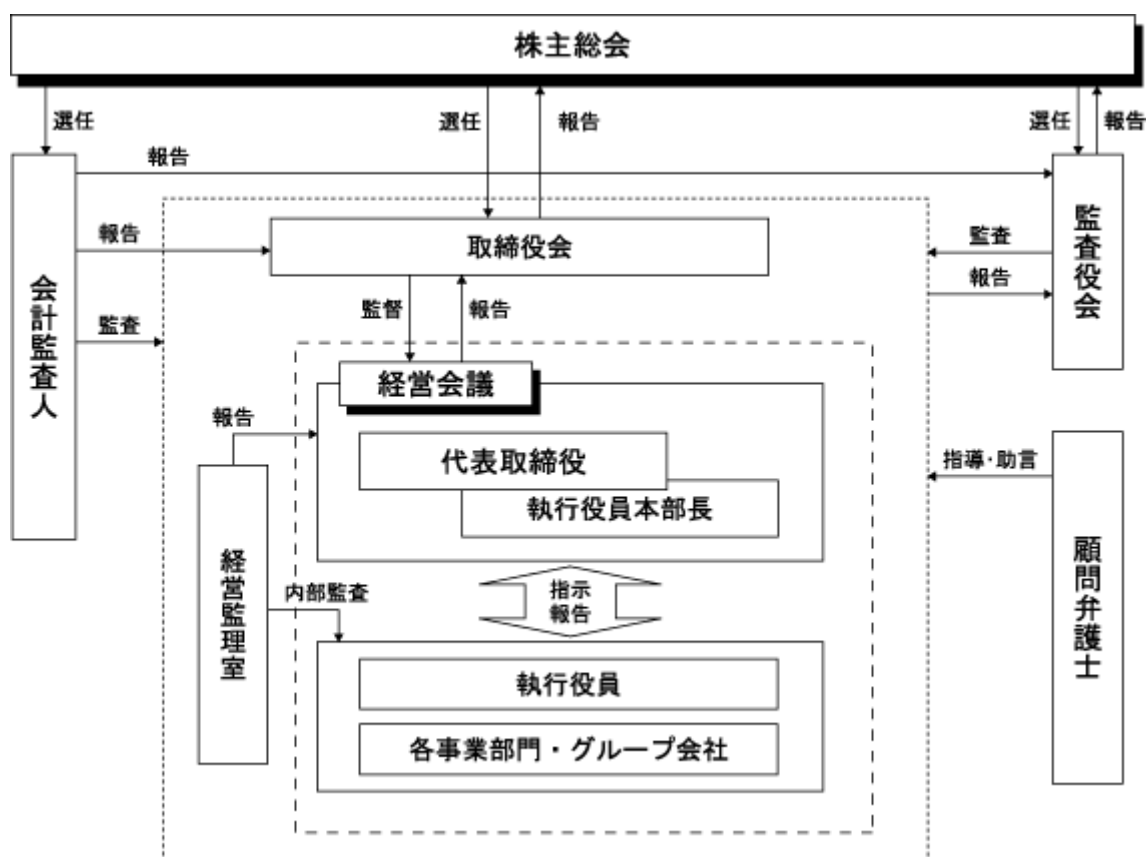 株主総会
選任
選任
報告
選任
報告
報告
会計監査人
報告
監査
取締役会
監督
報告
監査
報告
監査役会
経営会議
代表取締役
執行役員本部長
報告
経営監理室
内部監査
指示
報告
執行役員
各事業部門・グループ会社
指導・助言
顧問弁護士